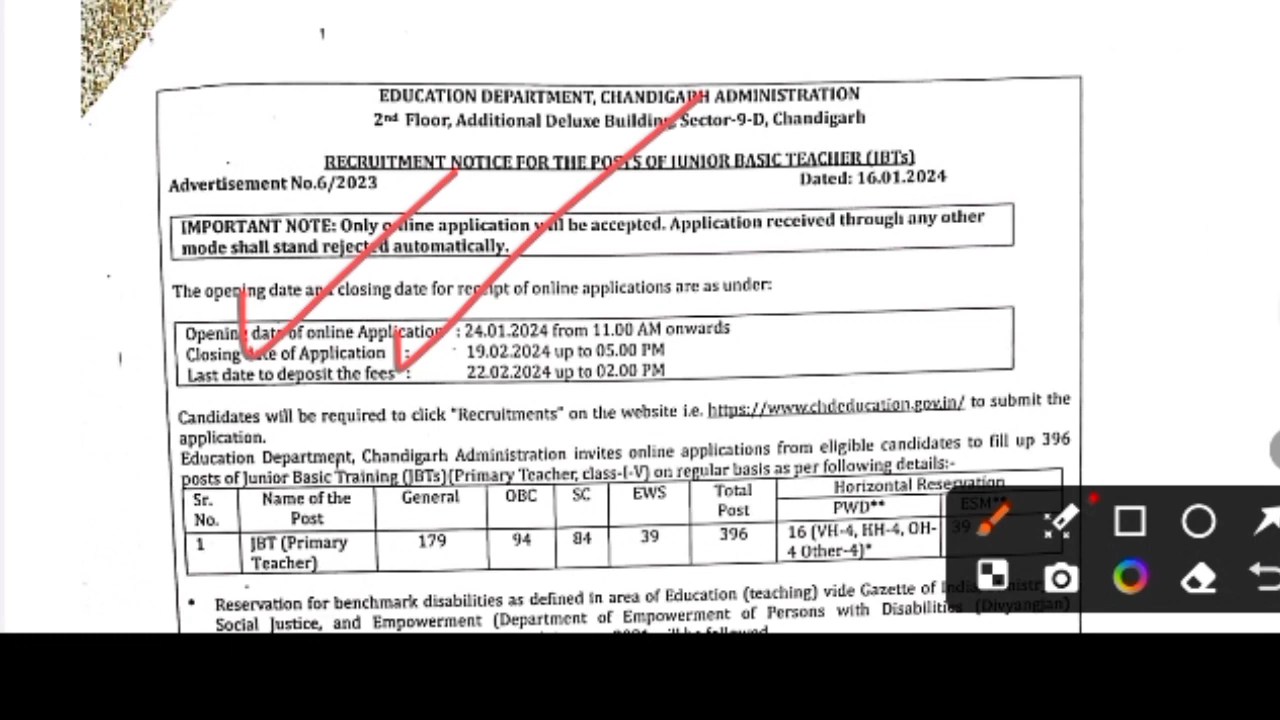 EDUCATION DEPARTMENT, CHANDIGARH ADMINISTRATION
2nd Floor, Additional Deluxe Building, Sector-9-D, Chandigarh
RECRUITMENT NOTICE FOR THE POSTS OF JUNIOR BASIC TEACHER (JBTs)
Advertisement No.6/2023 Dated: 16.01.2024
IMPORTANT NOTE: Only online application will be accepted. Application received through any other
mode shall stand rejected automatically.
The opening date and closing date for receipt of online applications are as under:
Opening date of online Application : 24.01.2024 from 11.00 AM onwards
Closing date of Application : 19.02.2024 up to 05.00 PM
Last date to deposit the fees : 22.02.2024 up to 02.00 PM
Candidates will be required to click "Recruitments" on the website i.e. https://www.chdeducation.gov.in/ to submit the
application.
Education Department, Chandigarh Administration invites online applications from eligible candidates to fill up 396
posts of Junior Basic Training (JBTs)(Primary Teacher, class-I-V) on regular basis as per following details:-
Sr. No. Name of the Post General OBC SC EWS Total Post Horizontal Reservation
PWD** ESM**
1 JBT (Primary Teacher) 179 94 84 39 396 16 (VH-4, HH-4, OH-4 Other-4)* 39
• Reservation for benchmark disabilities as defined in area of Education (teaching) vide Gazette of India Ministry
Social Justice, and Empowerment (Department of Empowerment of Persons with Disabilities (Divyangjan)
will be followed